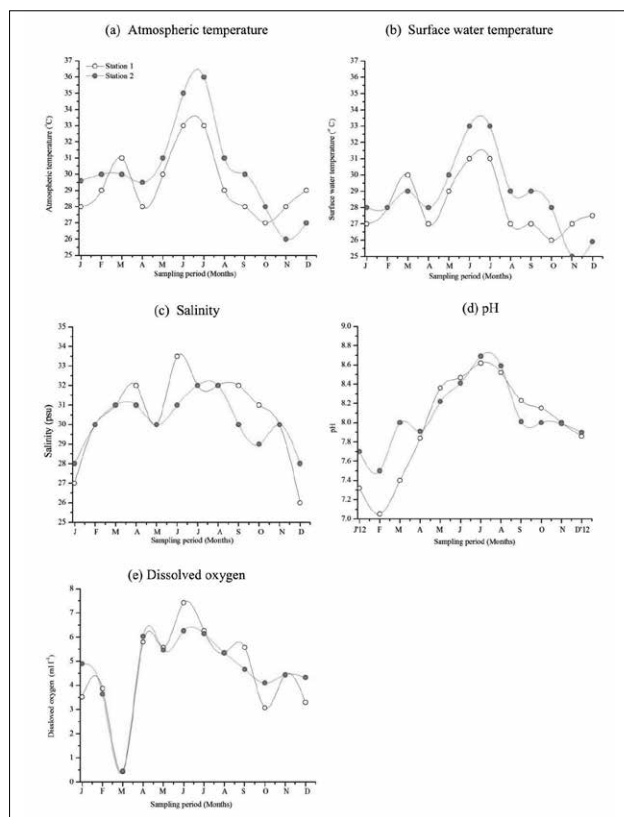 (a) Atmospheric temperature
(b) Surface water temperature
Station 1
Station 2
37
36
35
34
33
32
31
30
29
28
27
26
25
Atmospheric temperature (°C)
J F M A M J J A S O N D
Sampling period (Months)
37
36
35
34
33
32
31
30
29
28
27
26
25
Surface water temperature (°C)
J F M A M J J A S O N D
Sampling period (Months)
(c) Salinity
(d) pH
35
34
33
32
31
30
29
28
27
26
25
Salinity (psu)
J F M A M J J A S O N D
Sampling period (Months)
9.0
8.8
8.6
8.4
8.2
8.0
7.8
7.6
7.4
7.2
7.0
pH
J'12 F M A M J J A S O N D'12
Sampling period (Months)
(e) Dissolved oxygen
8
7
6
5
4
3
2
1
0
Dissloved oxygen (ml l⁻¹)
J F M A M J J A S O N D
Sampling period (Months)